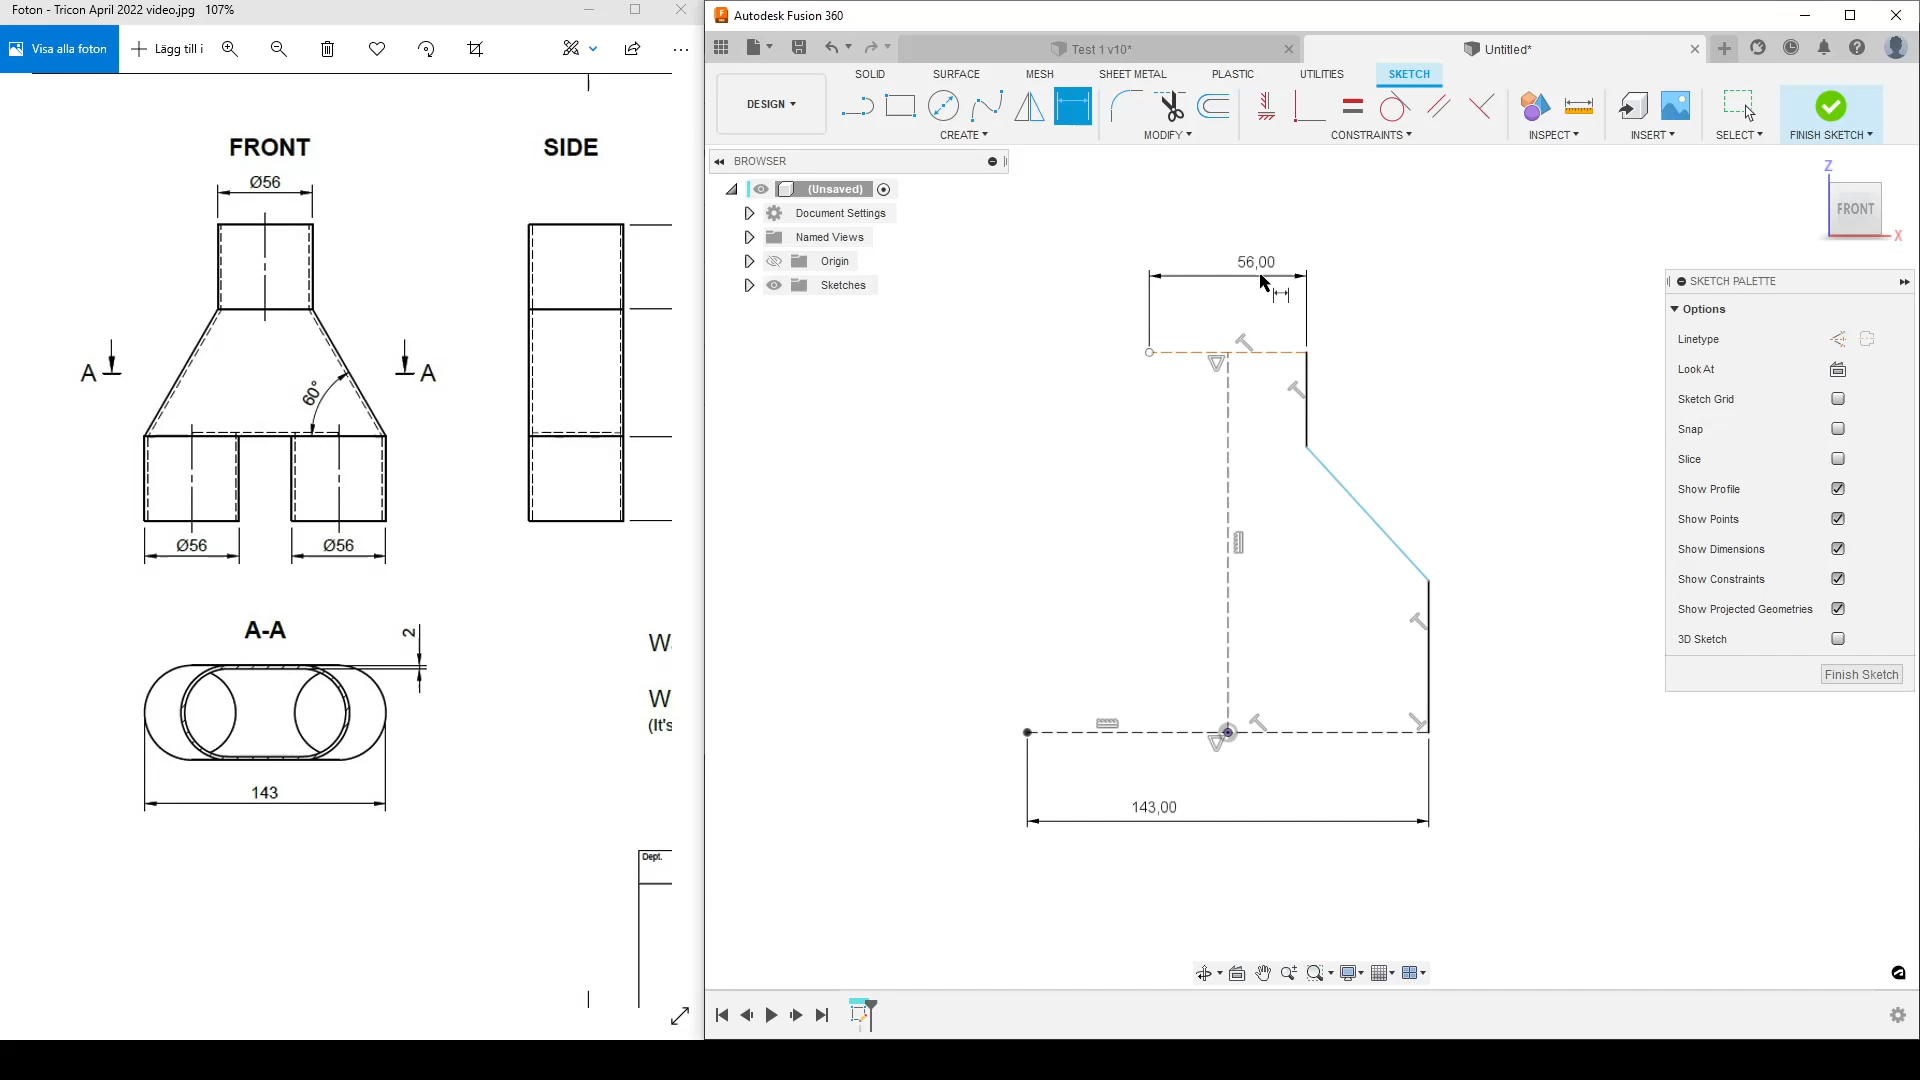 Foton - Tricon April 2022 video.jpg 107%
Visa alla foton
Lägg till i
FRONT
SIDE
Ø56
A
A
60°
Ø56
Ø56
A-A
2
143
W
W
(It's
Dept.
Autodesk Fusion 360
Test 1 v10*
Untitled*
SOLID
SURFACE
MESH
SHEET METAL
PLASTIC
UTILITIES
SKETCH
DESIGN
CREATE
MODIFY
CONSTRAINTS
INSPECT
INSERT
SELECT
FINISH SKETCH
BROWSER
(Unsaved)
Document Settings
Named Views
Origin
Sketches
56,00
143,00
Z
FRONT
X
SKETCH PALETTE
Options
Linetype
Look At
Sketch Grid
Snap
Slice
Show Profile
Show Points
Show Dimensions
Show Constraints
Show Projected Geometries
3D Sketch
Finish Sketch